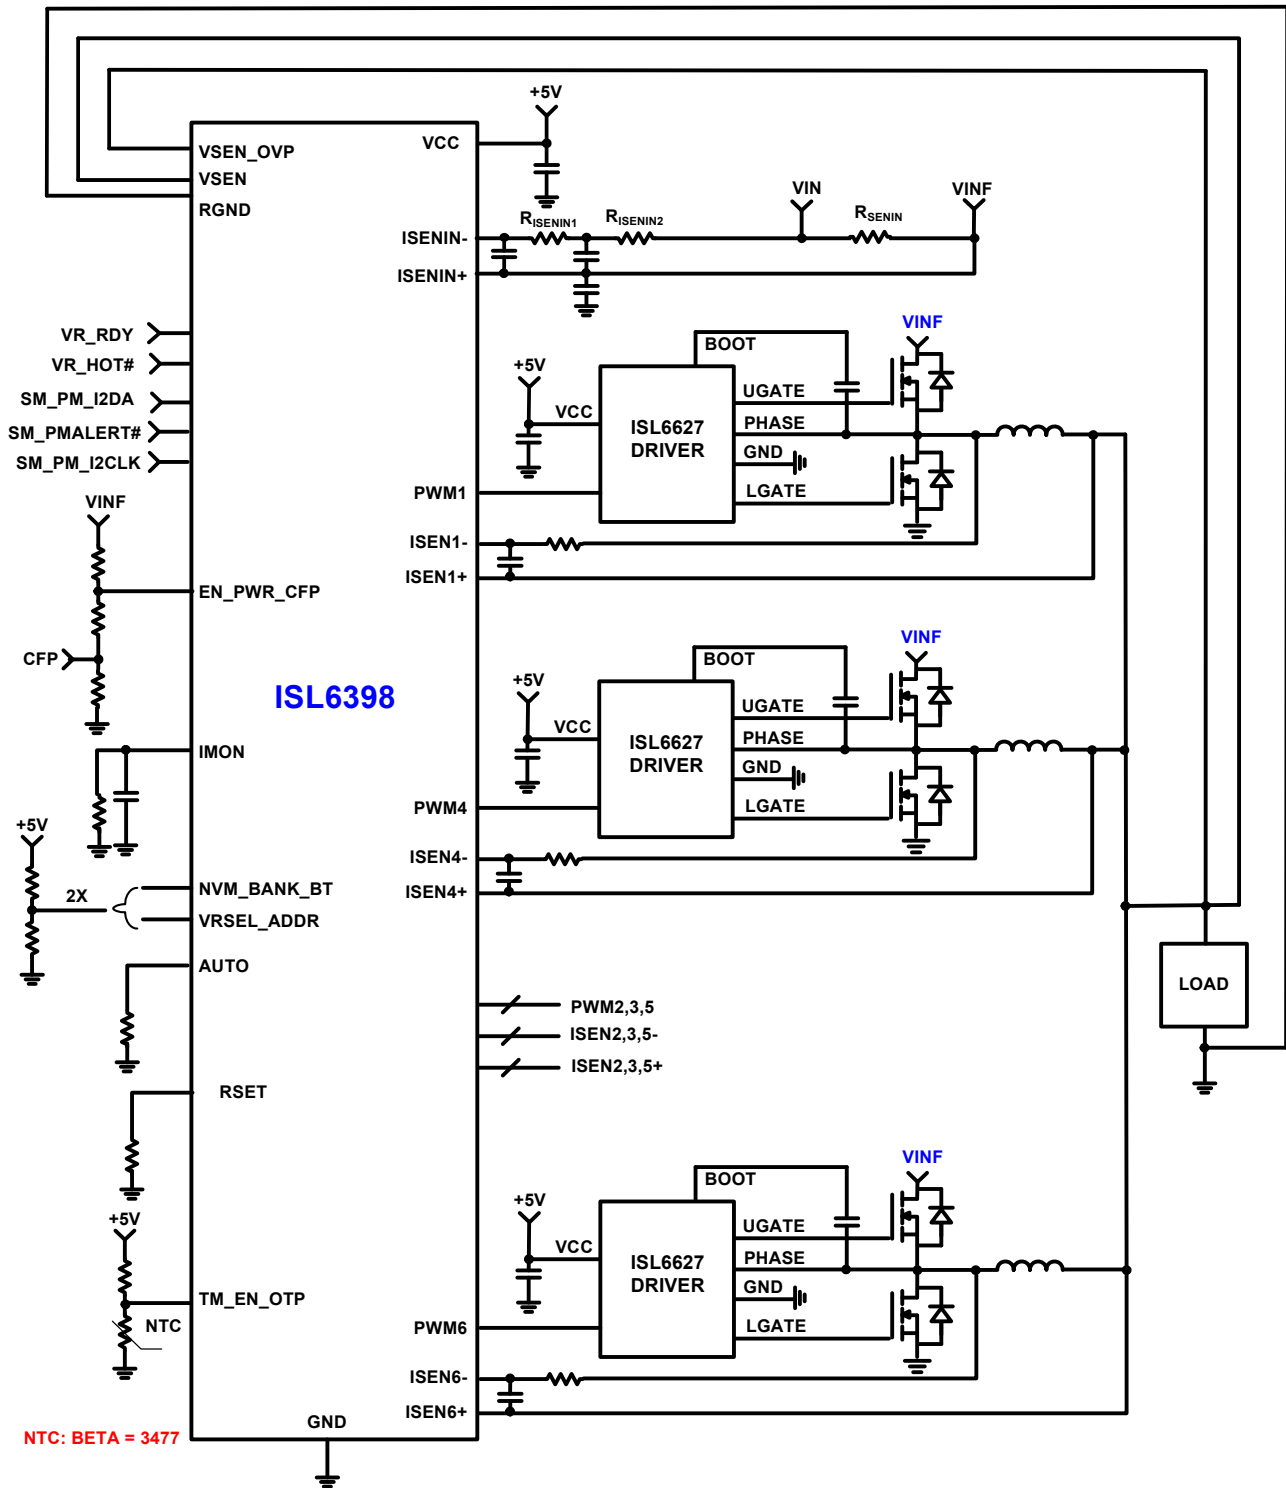 +5V
VSEN_OVP
VCC
VSEN
RGND
VIN
VINF
RISENIN1
RISENIN2
RSENIN
ISENIN-
ISENIN+
VR_RDY
VR_HOT#
SM_PM_I2DA
SM_PMALERT#
SM_PM_I2CLK
VINF
EN_PWR_CFP
CFP
ISL6398
IMON
+5V
2X
NVM_BANK_BT
VRSEL_ADDR
AUTO
RSET
+5V
TM_EN_OTP
NTC
NTC: BETA = 3477
GND
VINF
BOOT
+5V
VCC
ISL6627
DRIVER
UGATE
PHASE
GND
LGATE
PWM1
ISEN1-
ISEN1+
VINF
BOOT
+5V
VCC
ISL6627
DRIVER
UGATE
PHASE
GND
LGATE
PWM4
ISEN4-
ISEN4+
LOAD
PWM2,3,5
ISEN2,3,5-
ISEN2,3,5+
VINF
BOOT
+5V
VCC
ISL6627
DRIVER
UGATE
PHASE
GND
LGATE
PWM6
ISEN6-
ISEN6+